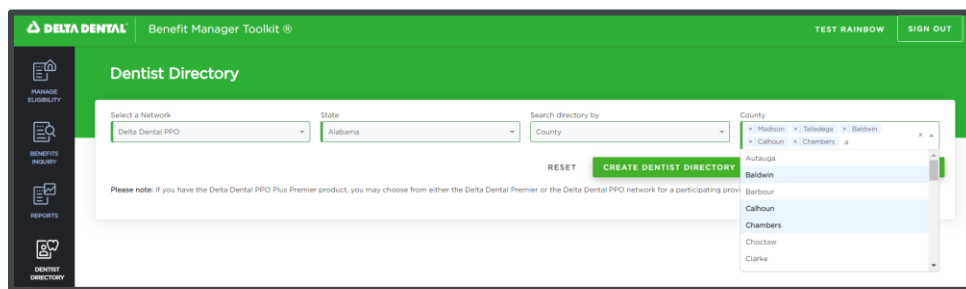 DELTA DENTAL Benefit Manager Toolkit ®
TEST RAINBOW
SIGN OUT
MANAGE
ELIGIBILITY
BENEFITS
INQUIRY
REPORTS
DENTIST
DIRECTORY
Dentist Directory
Select a Network
Delta Dental PPO
State
Alabama
Search directory by
County
County
× Madison × Talladega × Baldwin
× Calhoun × Chambers a
Autauga
Baldwin
Barbour
Calhoun
Chambers
Choctaw
Clarke
RESET
CREATE DENTIST DIRECTORY
Please note: If you have the Delta Dental PPO Plus Premier product, you may choose from either the Delta Dental Premier or the Delta Dental PPO network for a participating